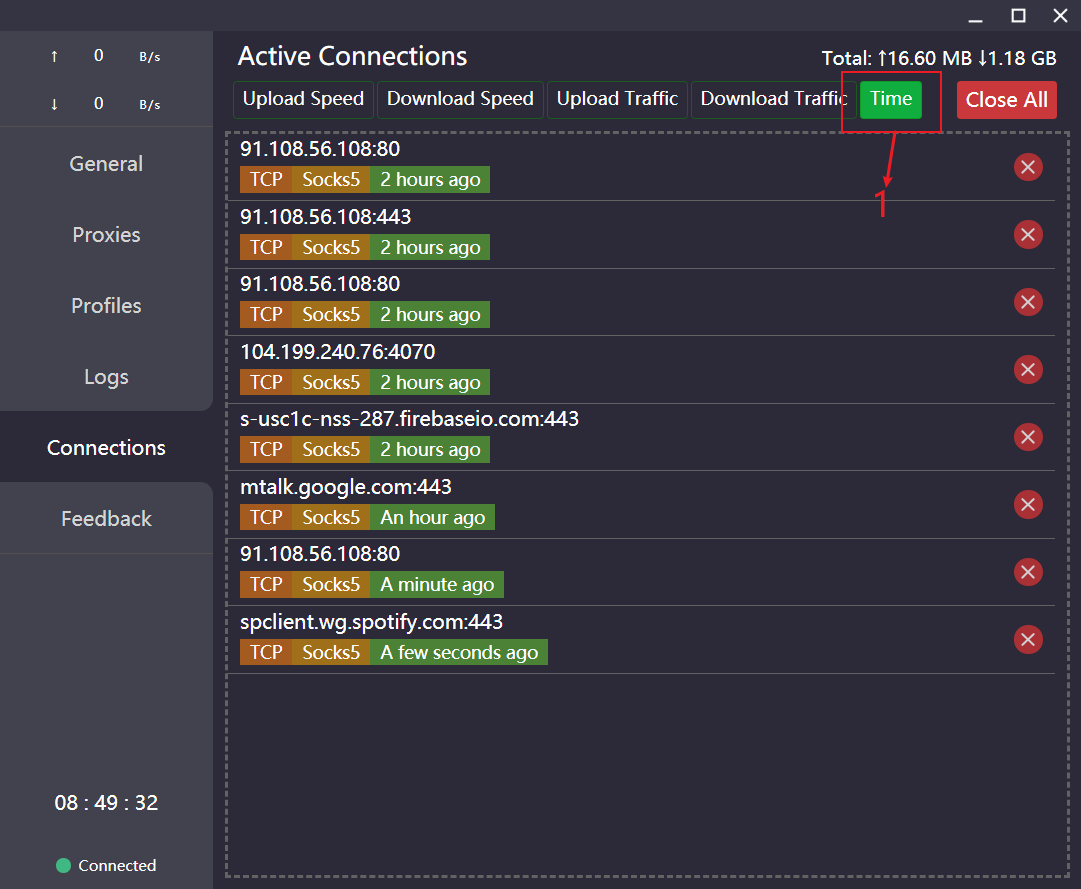 ↑ 0 B/s
↓ 0 B/s
General
Proxies
Profiles
Logs
Connections
Feedback
08 : 49 : 32
Connected
Active Connections
Total: ↑16.60 MB ↓1.18 GB
Upload Speed Download Speed Upload Traffic Download Traffic Time Close All
1
91.108.56.108:80
TCP Socks5 2 hours ago
91.108.56.108:443
TCP Socks5 2 hours ago
91.108.56.108:80
TCP Socks5 2 hours ago
104.199.240.76:4070
TCP Socks5 2 hours ago
s-usc1c-nss-287.firebaseio.com:443
TCP Socks5 2 hours ago
mtalk.google.com:443
TCP Socks5 An hour ago
91.108.56.108:80
TCP Socks5 A minute ago
spclient.wg.spotify.com:443
TCP Socks5 A few seconds ago